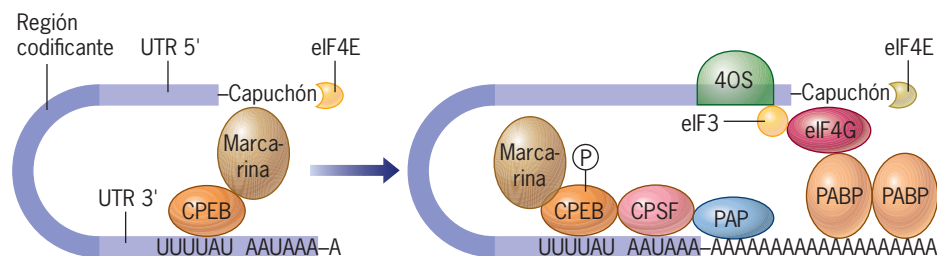 Región
codificante
UTR 5'
eIF4E
–Capuchón
Marca-
rina
UTR 3'
CPEB
UUUUAU AAUAAA–A
40S
eIF4E
–Capuchón
eIF3
eIF4G
Marca-
rina
P
CPEB
CPSF
PAP
PABP
PABP
UUUUAU AAUAAA–AAAAAAAAAAAAAAAAAA